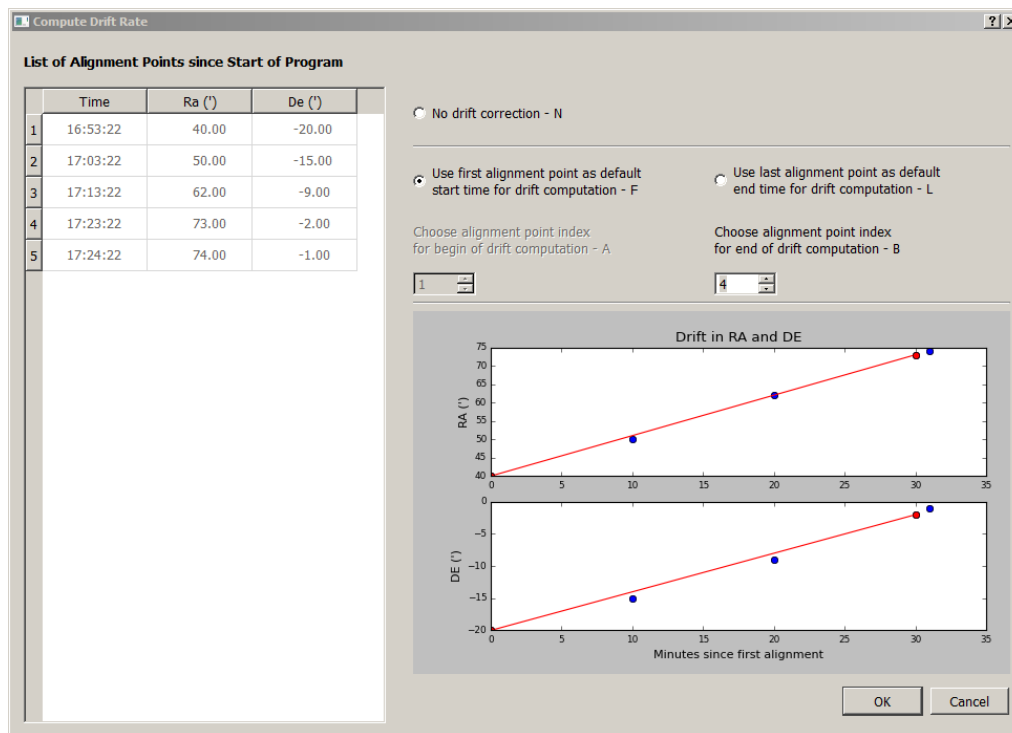 Compute Drift Rate
List of Alignment Points since Start of Program
Time Ra (') De (')
1 16:53:22 40.00 -20.00
2 17:03:22 50.00 -15.00
3 17:13:22 62.00 -9.00
4 17:23:22 73.00 -2.00
5 17:24:22 74.00 -1.00
No drift correction - N
Use first alignment point as default
start time for drift computation - F
Use last alignment point as default
end time for drift computation - L
Choose alignment point index
for begin of drift computation - A
Choose alignment point index
for end of drift computation - B
1
4
Drift in RA and DE
75
70
65
60
55
50
45
40
RA (')
0 5 10 15 20 25 30 35
0
−5
−10
−15
−20
DE (')
0 5 10 15 20 25 30 35
Minutes since first alignment
OK Cancel